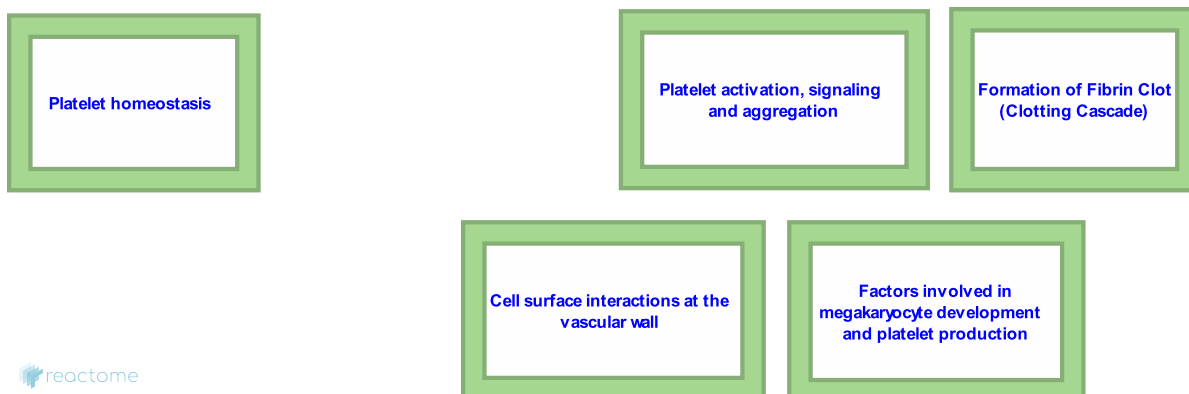 Platelet homeostasis
Platelet activation, signaling
and aggregation
Formation of Fibrin Clot
(Clotting Cascade)
Cell surface interactions at the
vascular wall
Factors involved in
megakaryocyte development
and platelet production
reactome